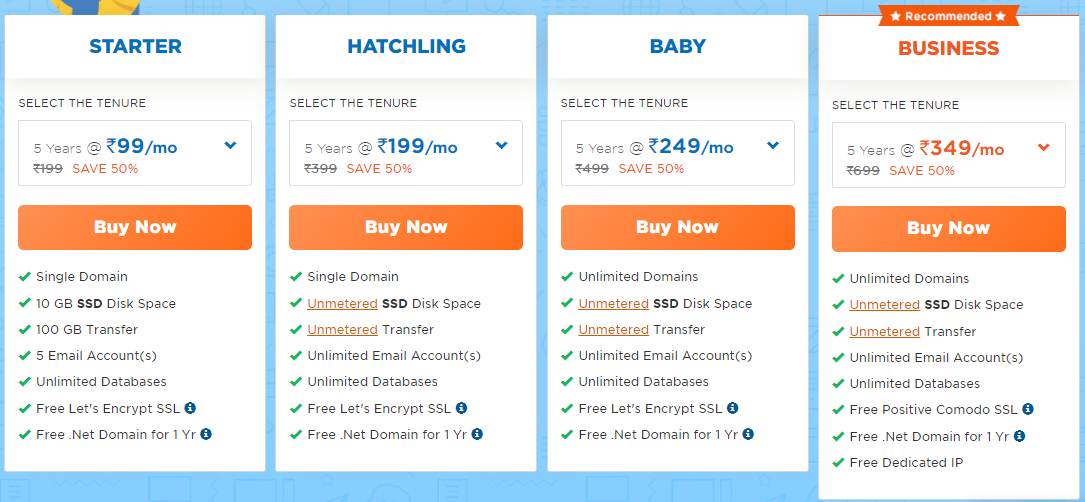 STARTER
SELECT THE TENURE
5 Years @ ₹99/mo
₹199 SAVE 50%
Buy Now
Single Domain
10 GB SSD Disk Space
100 GB Transfer
5 Email Account(s)
Unlimited Databases
Free Let's Encrypt SSL
Free .Net Domain for 1 Yr
HATCHLING
SELECT THE TENURE
5 Years @ ₹199/mo
₹399 SAVE 50%
Buy Now
Single Domain
Unmetered SSD Disk Space
Unmetered Transfer
Unlimited Email Account(s)
Unlimited Databases
Free Let's Encrypt SSL
Free .Net Domain for 1 Yr
BABY
SELECT THE TENURE
5 Years @ ₹249/mo
₹499 SAVE 50%
Buy Now
Unlimited Domains
Unmetered SSD Disk Space
Unmetered Transfer
Unlimited Email Account(s)
Unlimited Databases
Free Let's Encrypt SSL
Free .Net Domain for 1 Yr
Recommended
BUSINESS
SELECT THE TENURE
5 Years @ ₹349/mo
₹699 SAVE 50%
Buy Now
Unlimited Domains
Unmetered SSD Disk Space
Unmetered Transfer
Unlimited Email Account(s)
Unlimited Databases
Free Positive Comodo SSL
Free .Net Domain for 1 Yr
Free Dedicated IP